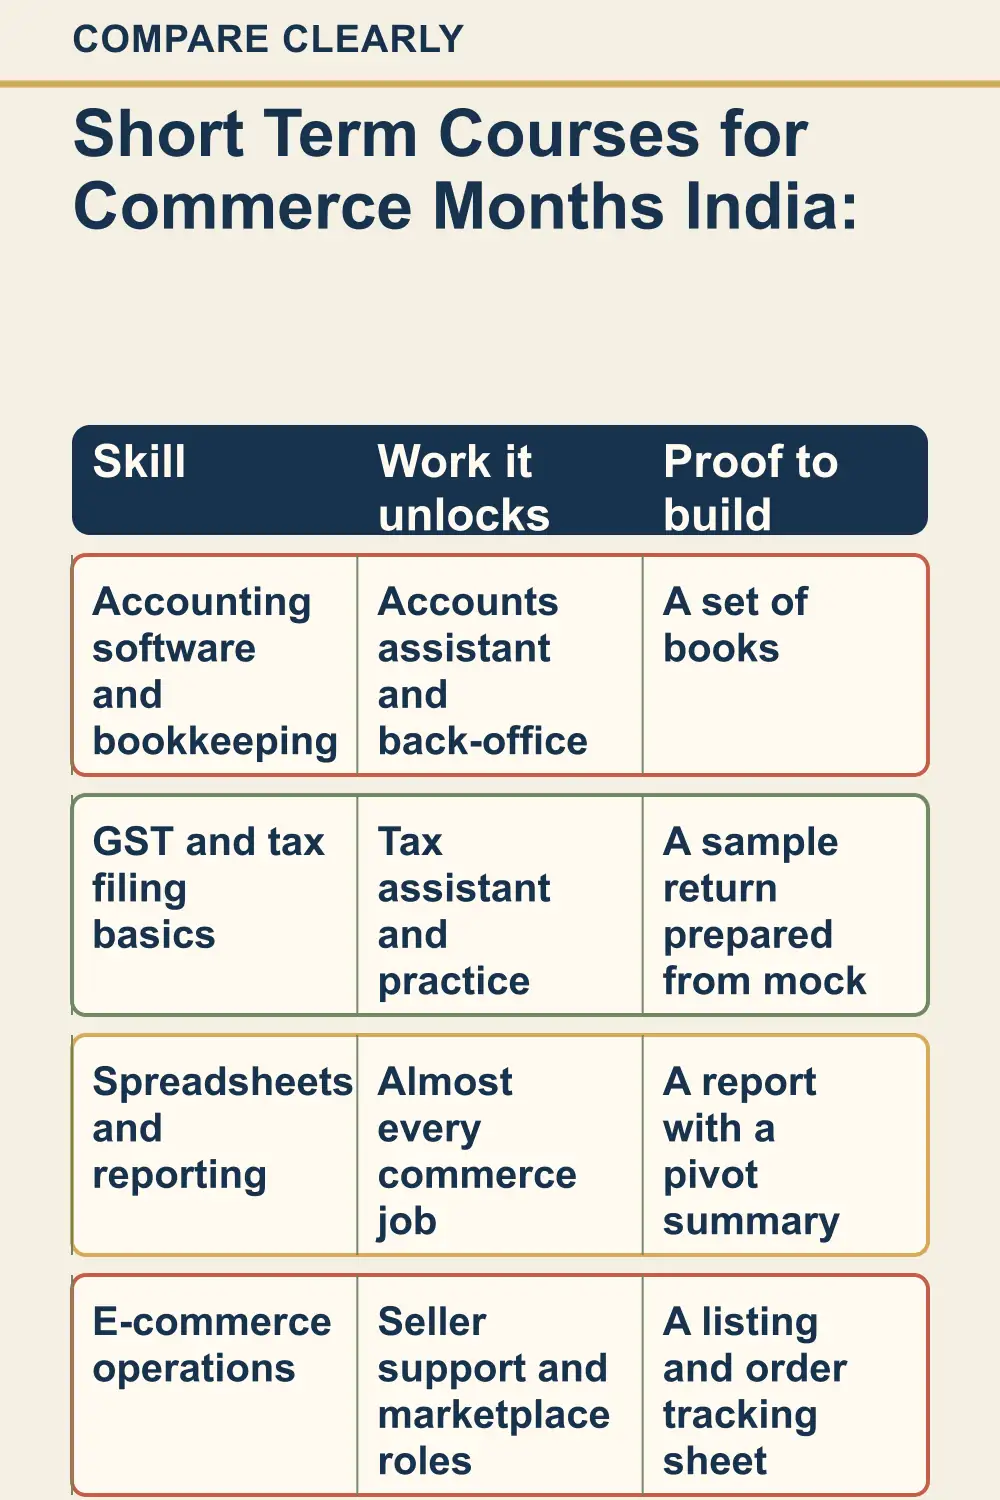 COMPARE CLEARLY
Short Term Courses for
Commerce Months India:
Skill
Work it
unlocks
Proof to
build
Accounting
software
and
bookkeeping
Accounts
assistant
and
back-office
A set of
books
GST and tax
filing
basics
Tax
assistant
and
practice
A sample
return
prepared
from mock
Spreadsheets
and
reporting
Almost
every
commerce
job
A report
with a
pivot
summary
E-commerce
operations
Seller
support and
marketplace
roles
A listing
and order
tracking
sheet